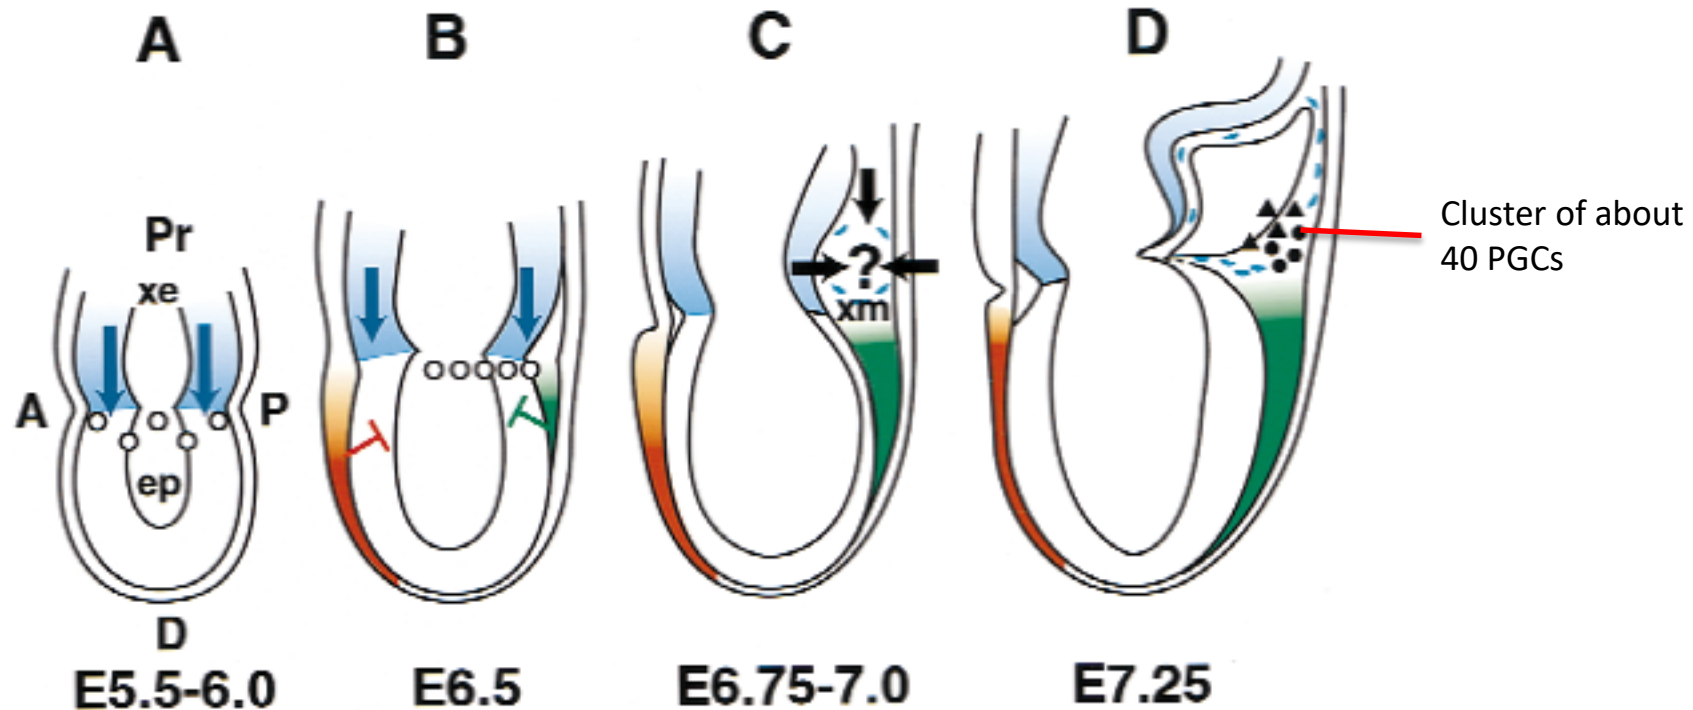 A
B
C
D
Pr
xe
A
P
ep
D
?
xm
Cluster of about
40 PGCs
E5.5-6.0
E6.5
E6.75-7.0
E7.25